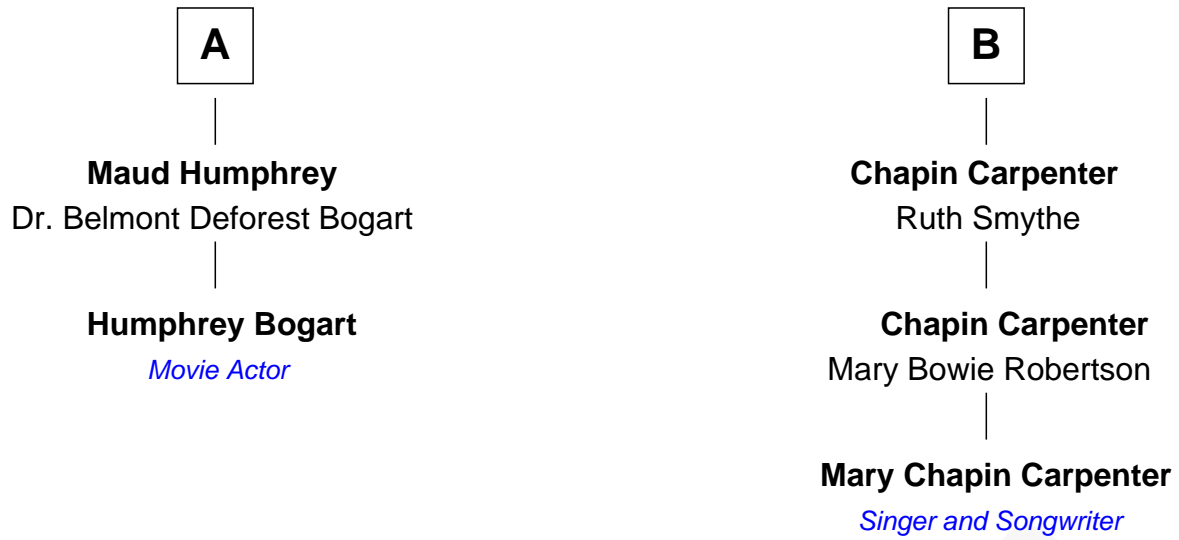 A
Maud Humphrey
Dr. Belmont Deforest Bogart
Humphrey Bogart
Movie Actor
B
Chapin Carpenter
Ruth Smythe
Chapin Carpenter
Mary Bowie Robertson
Mary Chapin Carpenter
Singer and Songwriter